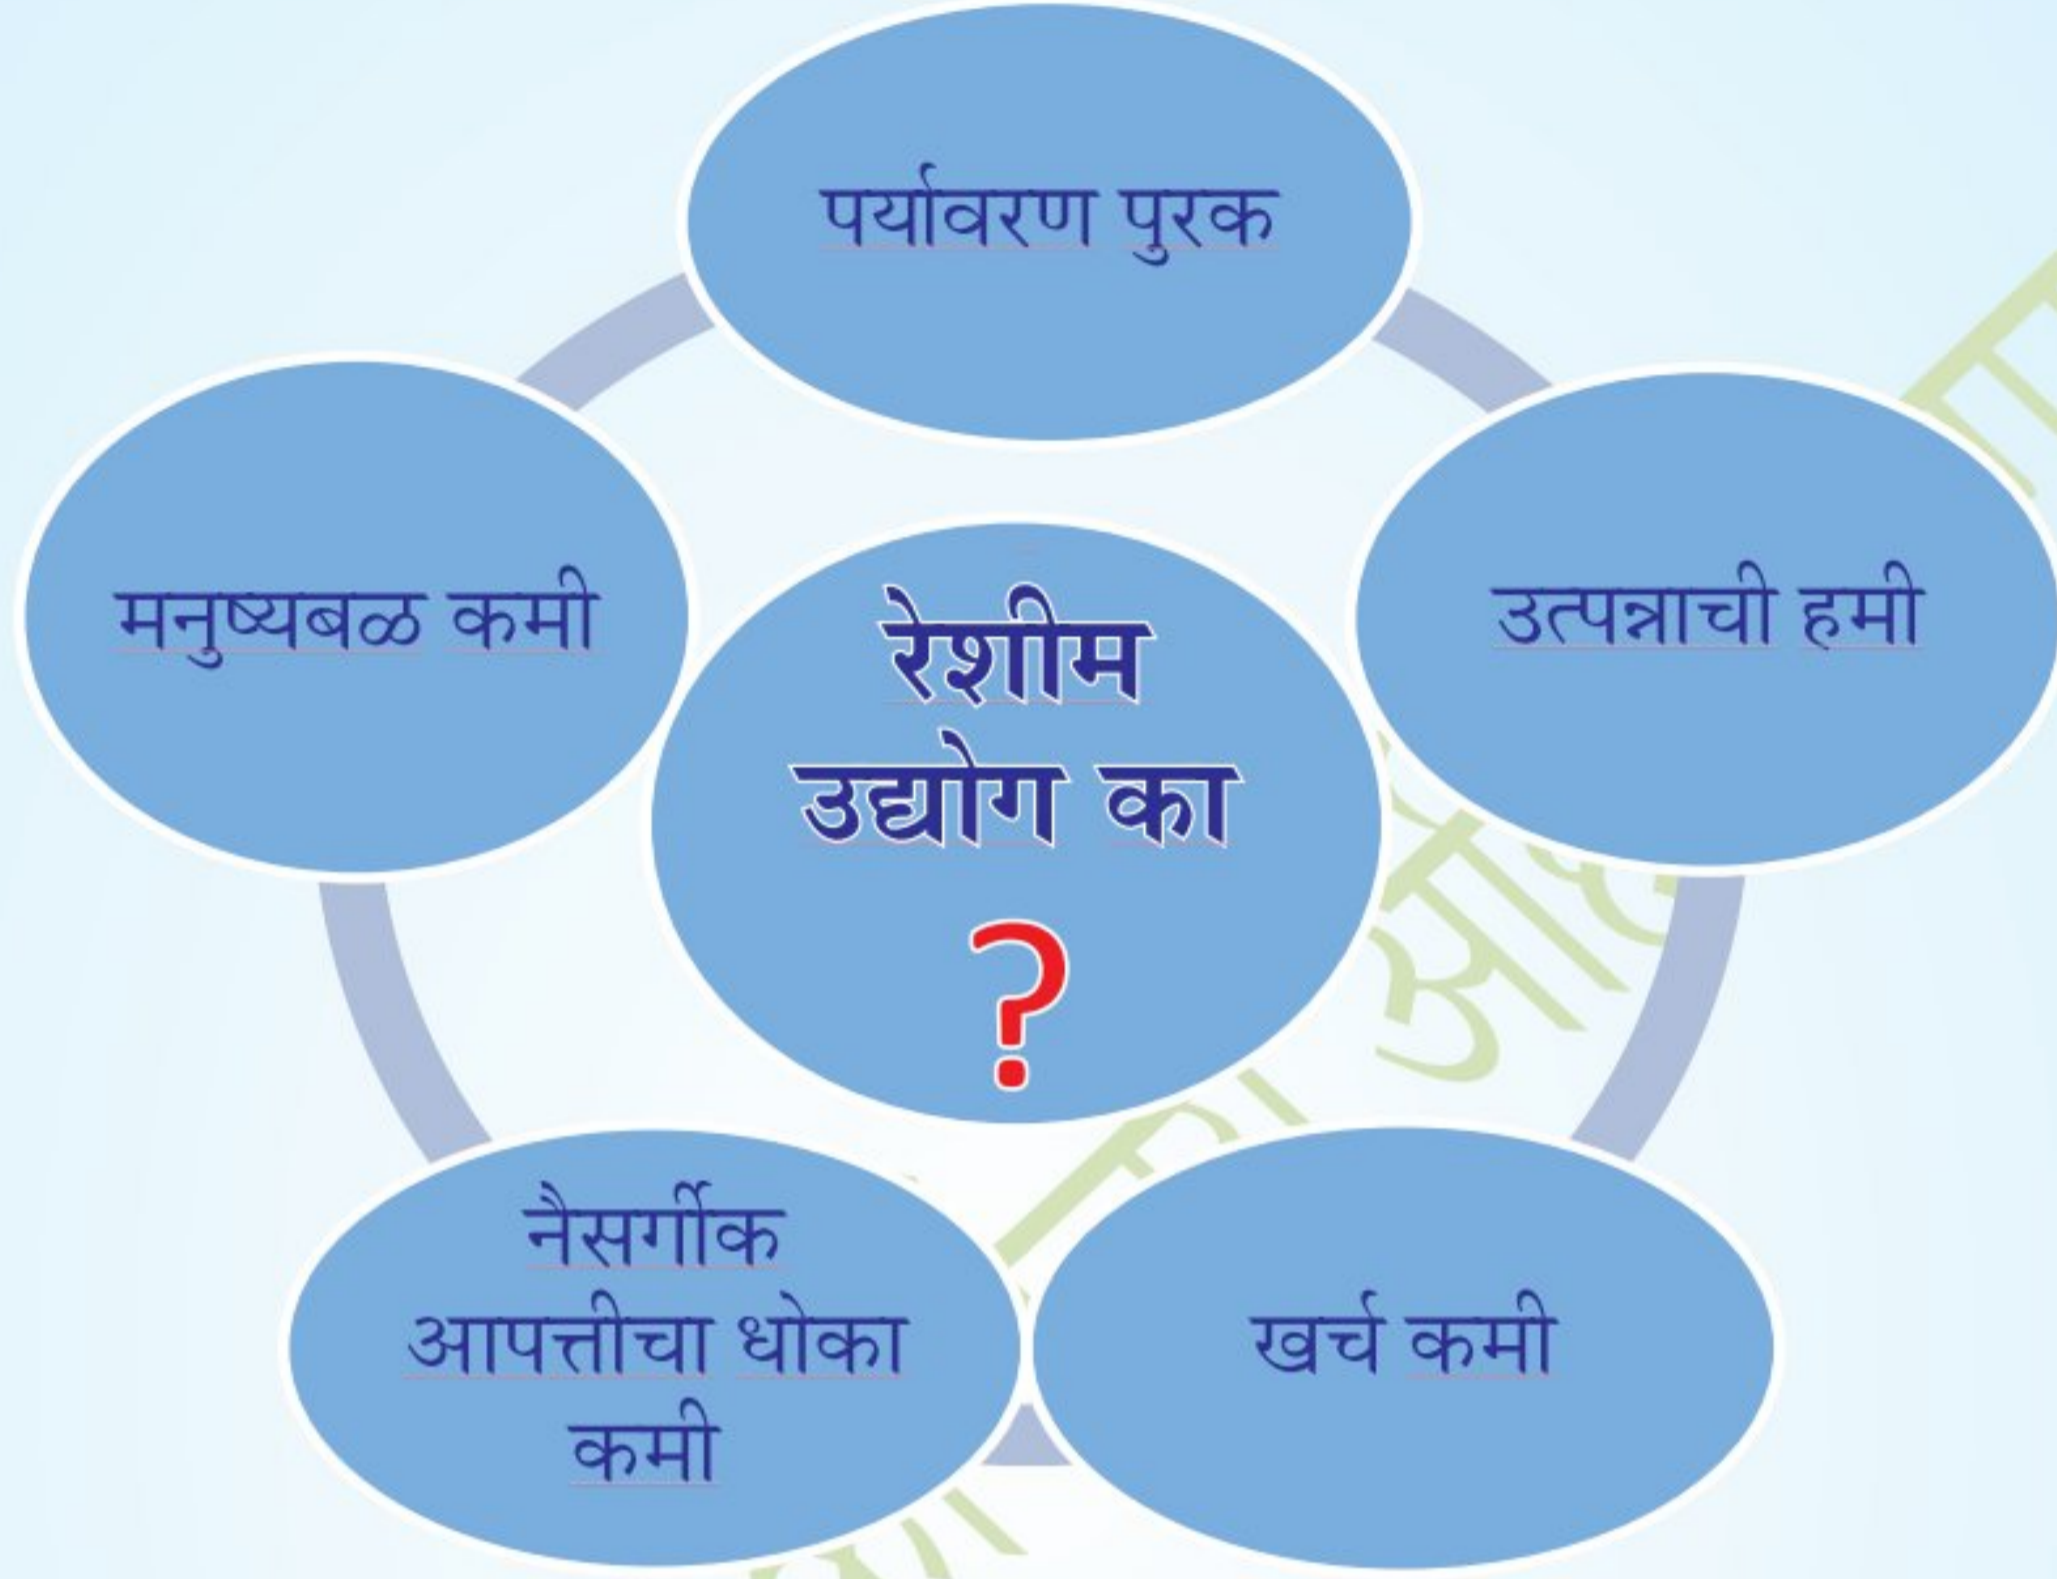 पर्यावरण पुरक
मनुष्यबळ कमी
रेशीम
उद्योग का
?
उत्पन्नाची हमी
नैसर्गीक
आपत्तीचा धोका
कमी
खर्च कमी